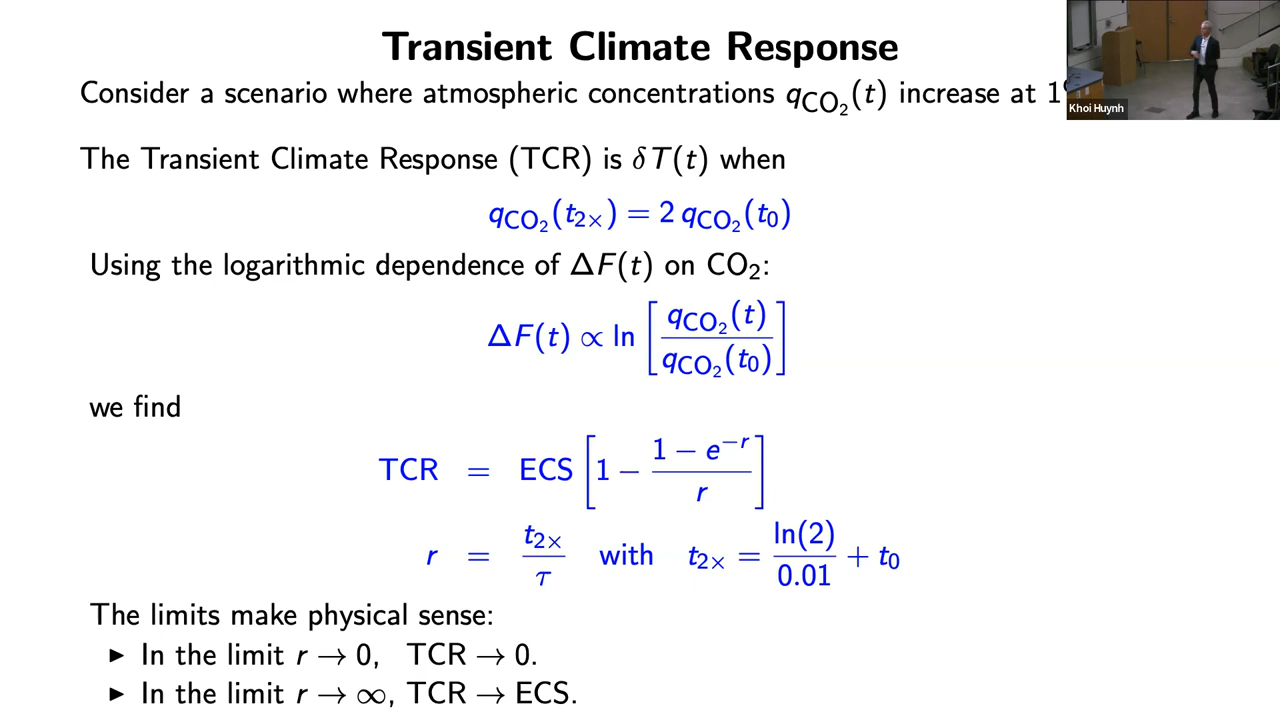 Transient Climate Response
Consider a scenario where atmospheric concentrations q_CO₂(t) increase at 1
Khoi Huynh
The Transient Climate Response (TCR) is δT(t) when
q_CO₂(t₂ₓ) = 2 q_CO₂(t₀)
Using the logarithmic dependence of ΔF(t) on CO₂:
ΔF(t) ∝ ln [q_CO₂(t) / q_CO₂(t₀)]
we find
TCR = ECS [1 − (1 − e^−r) / r]
r = t₂ₓ / τ with t₂ₓ = ln(2) / 0.01 + t₀
The limits make physical sense:
▶ In the limit r → 0, TCR → 0.
▶ In the limit r → ∞, TCR → ECS.